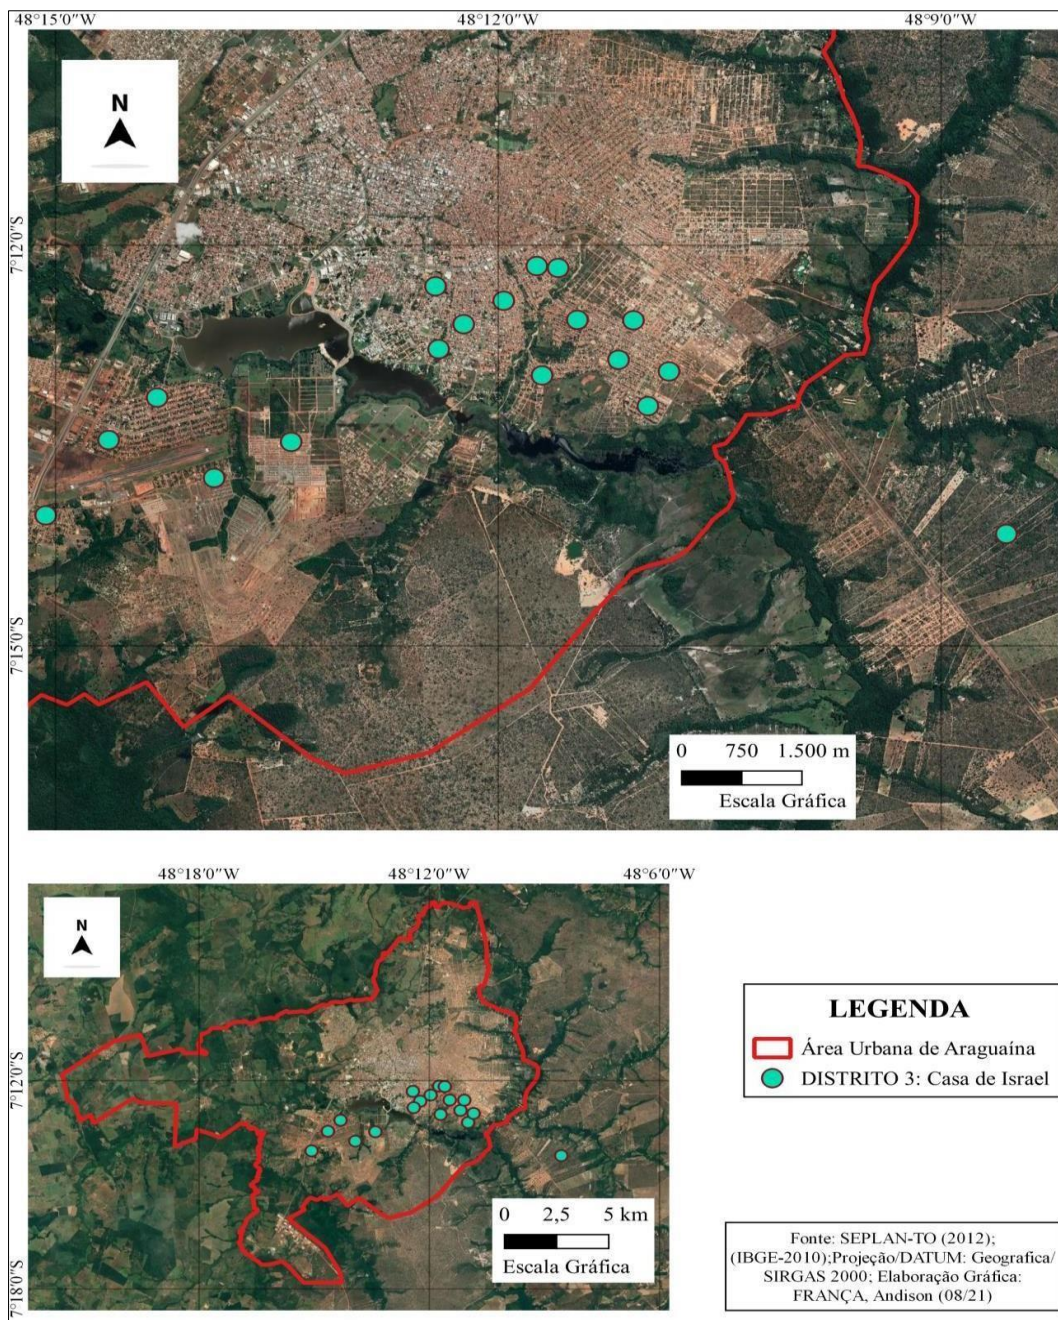 48°15'0"W 48°12'0"W 48°9'0"W
N
7°12'0"S
7°15'0"S
0 750 1.500 m
Escala Gráfica
48°18'0"W 48°12'0"W 48°6'0"W
N
7°12'0"S
7°18'0"S
0 2,5 5 km
Escala Gráfica
LEGENDA
Área Urbana de Araguaína
DISTRITO 3: Casa de Israel
Fonte: SEPLAN-TO (2012);
(IBGE-2010);Projeção/DATUM: Geografica/
SIRGAS 2000; Elaboração Gráfica:
FRANÇA, Andison (08/21)